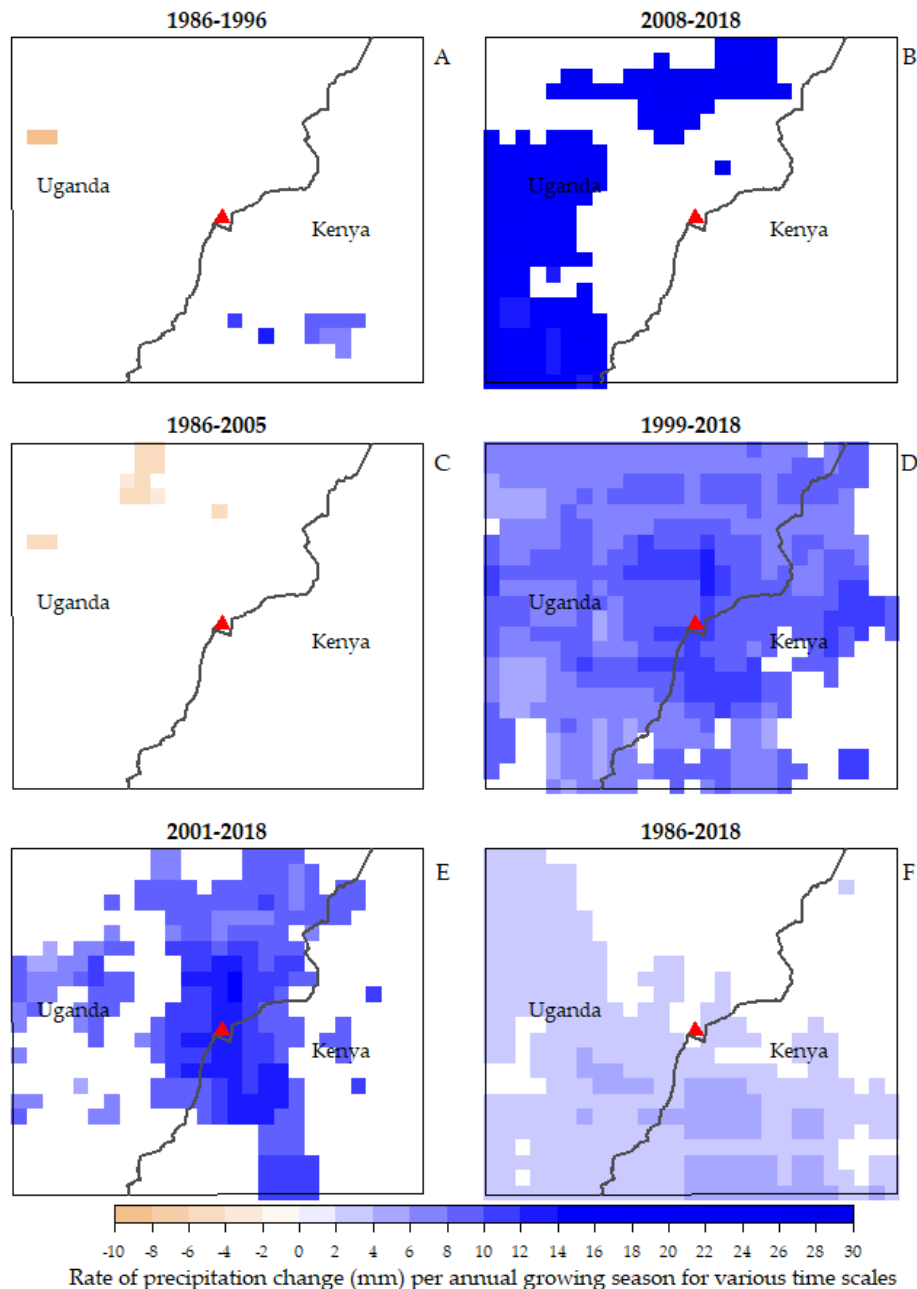 1986-1996
A
Uganda
Kenya
2008-2018
B
Uganda
Kenya
1986-2005
C
Uganda
Kenya
1999-2018
D
Uganda
Kenya
2001-2018
E
Uganda
Kenya
1986-2018
F
Uganda
Kenya
-10 -8 -6 -4 -2 0 2 4 6 8 10 12 14 16 18 20 22 24 26 28 30
Rate of precipitation change (mm) per annual growing season for various time scales